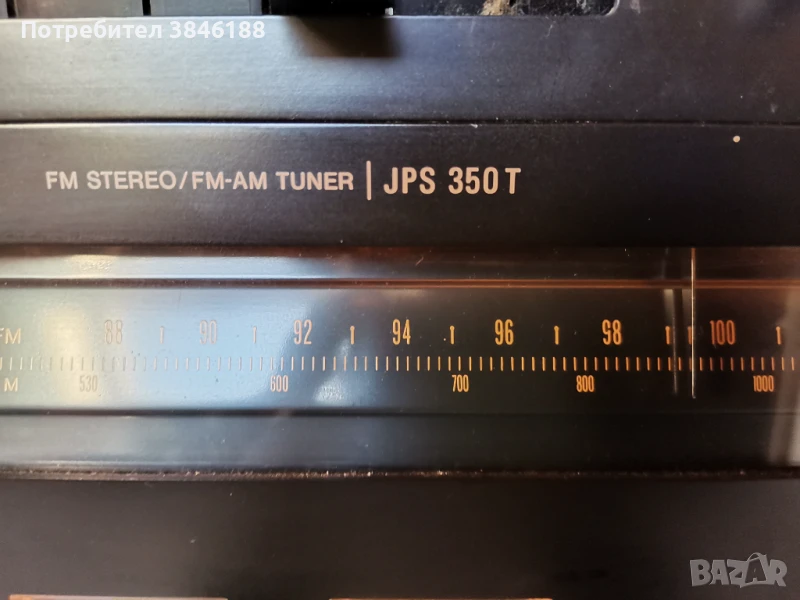 Потребител 3846188
FM STEREO/FM-AM TUNER | JPS 350 T
FM 88 90 92 94 96 98 100
M 530 600 700 800 1000
BAZAR